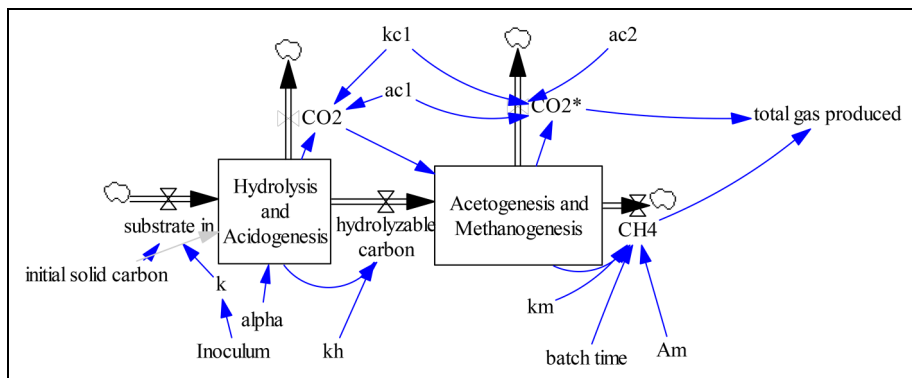 kc1
ac2
ac1
CO2
CO2*
total gas produced
Hydrolysis
and
Acidogenesis
Acetogenesis and
Methanogenesis
substrate in
hydrolyzable
carbon
CH4
initial solid carbon
k
alpha
km
Inoculum
kh
batch time
Am